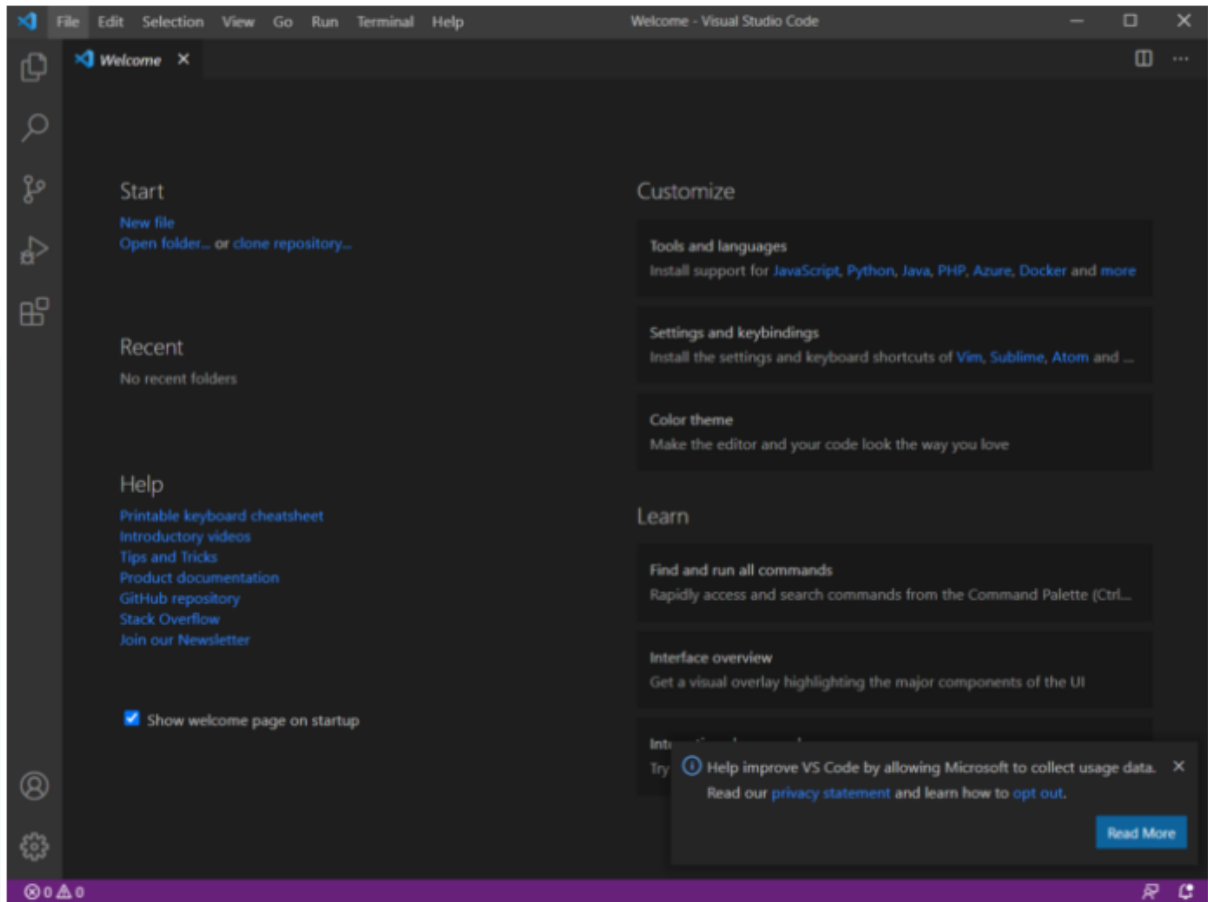 File Edit Selection View Go Run Terminal Help
Welcome - Visual Studio Code
Welcome
Start
New file
Open folder... or clone repository...
Recent
No recent folders
Help
Printable keyboard cheatsheet
Introductory videos
Tips and Tricks
Product documentation
GitHub repository
Stack Overflow
Join our Newsletter
Show welcome page on startup
Customize
Tools and languages
Install support for JavaScript, Python, Java, PHP, Azure, Docker and more
Settings and keybindings
Install the settings and keyboard shortcuts of Vim, Sublime, Atom and ...
Color theme
Make the editor and your code look the way you love
Learn
Find and run all commands
Rapidly access and search commands from the Command Palette (Ctrl...
Interface overview
Get a visual overlay highlighting the major components of the UI
Try
Help improve VS Code by allowing Microsoft to collect usage data.
Read our privacy statement and learn how to opt out.
Read More
0 0